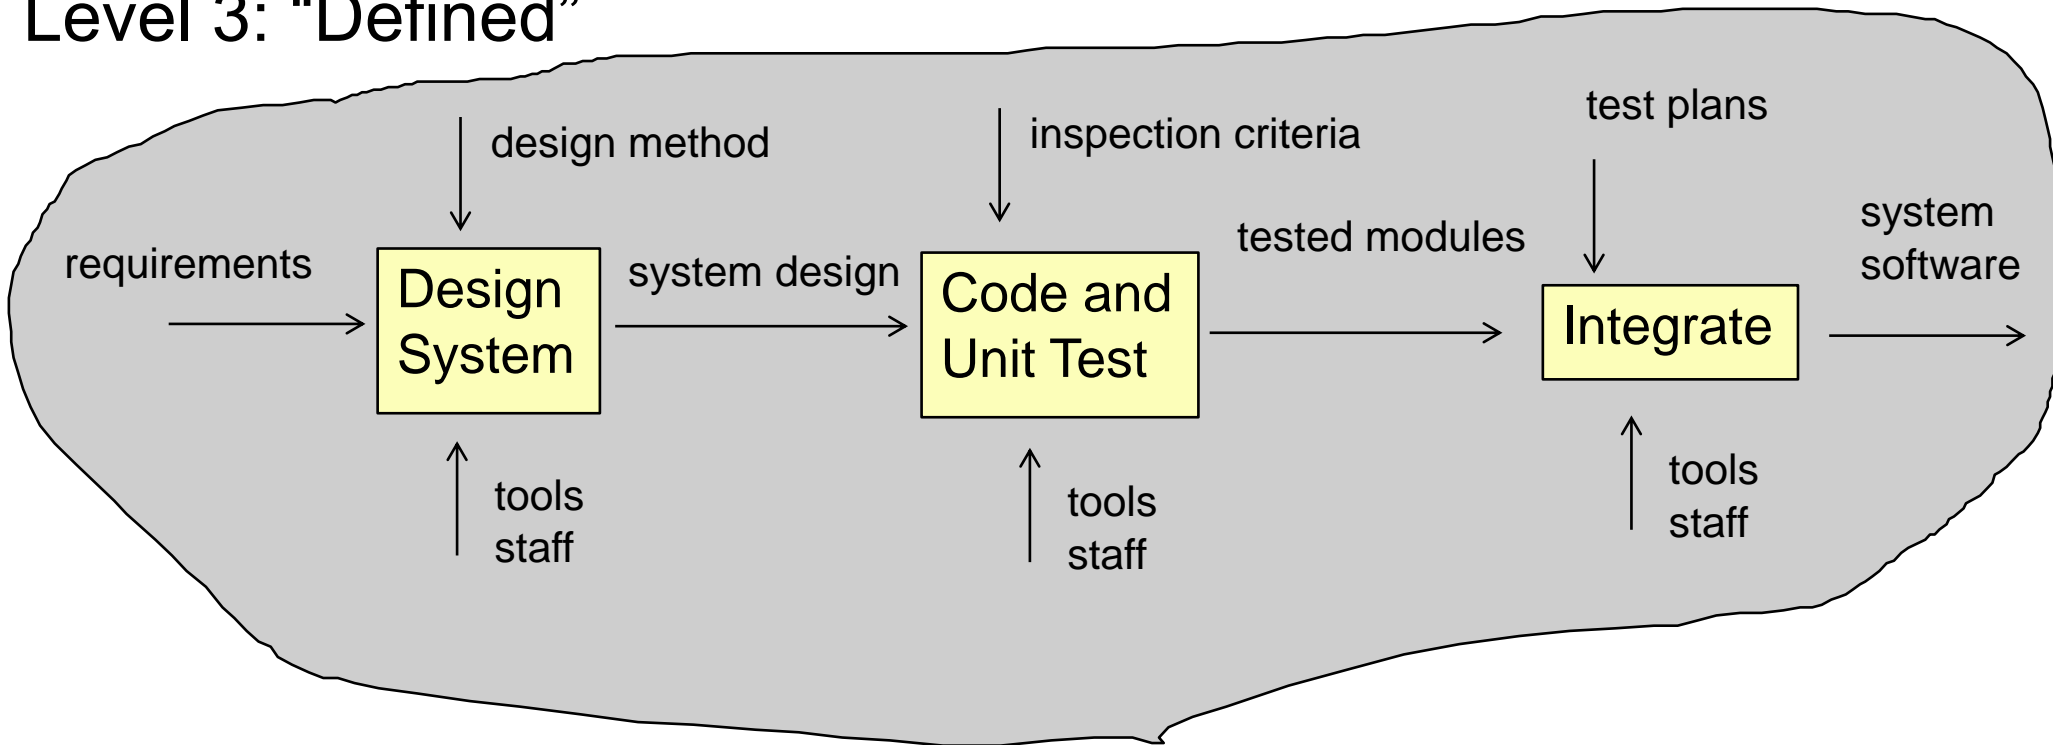 Level 3: “Defined”
test plans
design method
inspection criteria
requirements
system design
tested modules
system
software
Design
System
Code and
Unit Test
Integrate
tools
staff
tools
staff
tools
staff